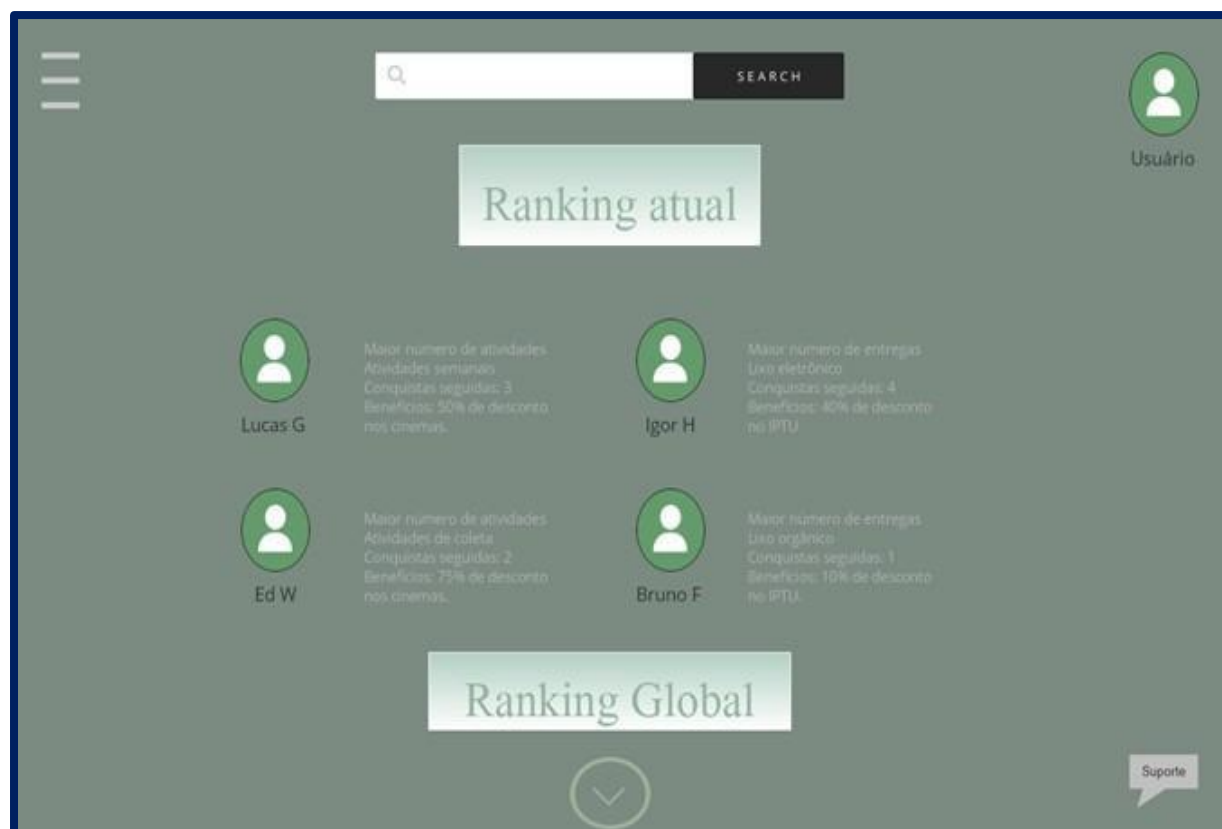 SEARCH
Usuário
Ranking atual
Maior número de atividades
Atividades semanais
Conquistas seguidas: 3
Benefícios: 50% de desconto
nos cinemas.
Lucas G
Maior número de entregas
Lixo eletrônico
Conquistas seguidas: 4
Benefícios: 40% de desconto
no IPTU
Igor H
Maior número de atividades
Atividades de coleta
Conquistas seguidas: 2
Benefícios: 75% de desconto
nos cinemas.
Ed W
Maior número de entregas
Lixo orgânico
Conquistas seguidas: 1
Benefícios: 10% de desconto
no IPTU.
Bruno F
Ranking Global
Suporte